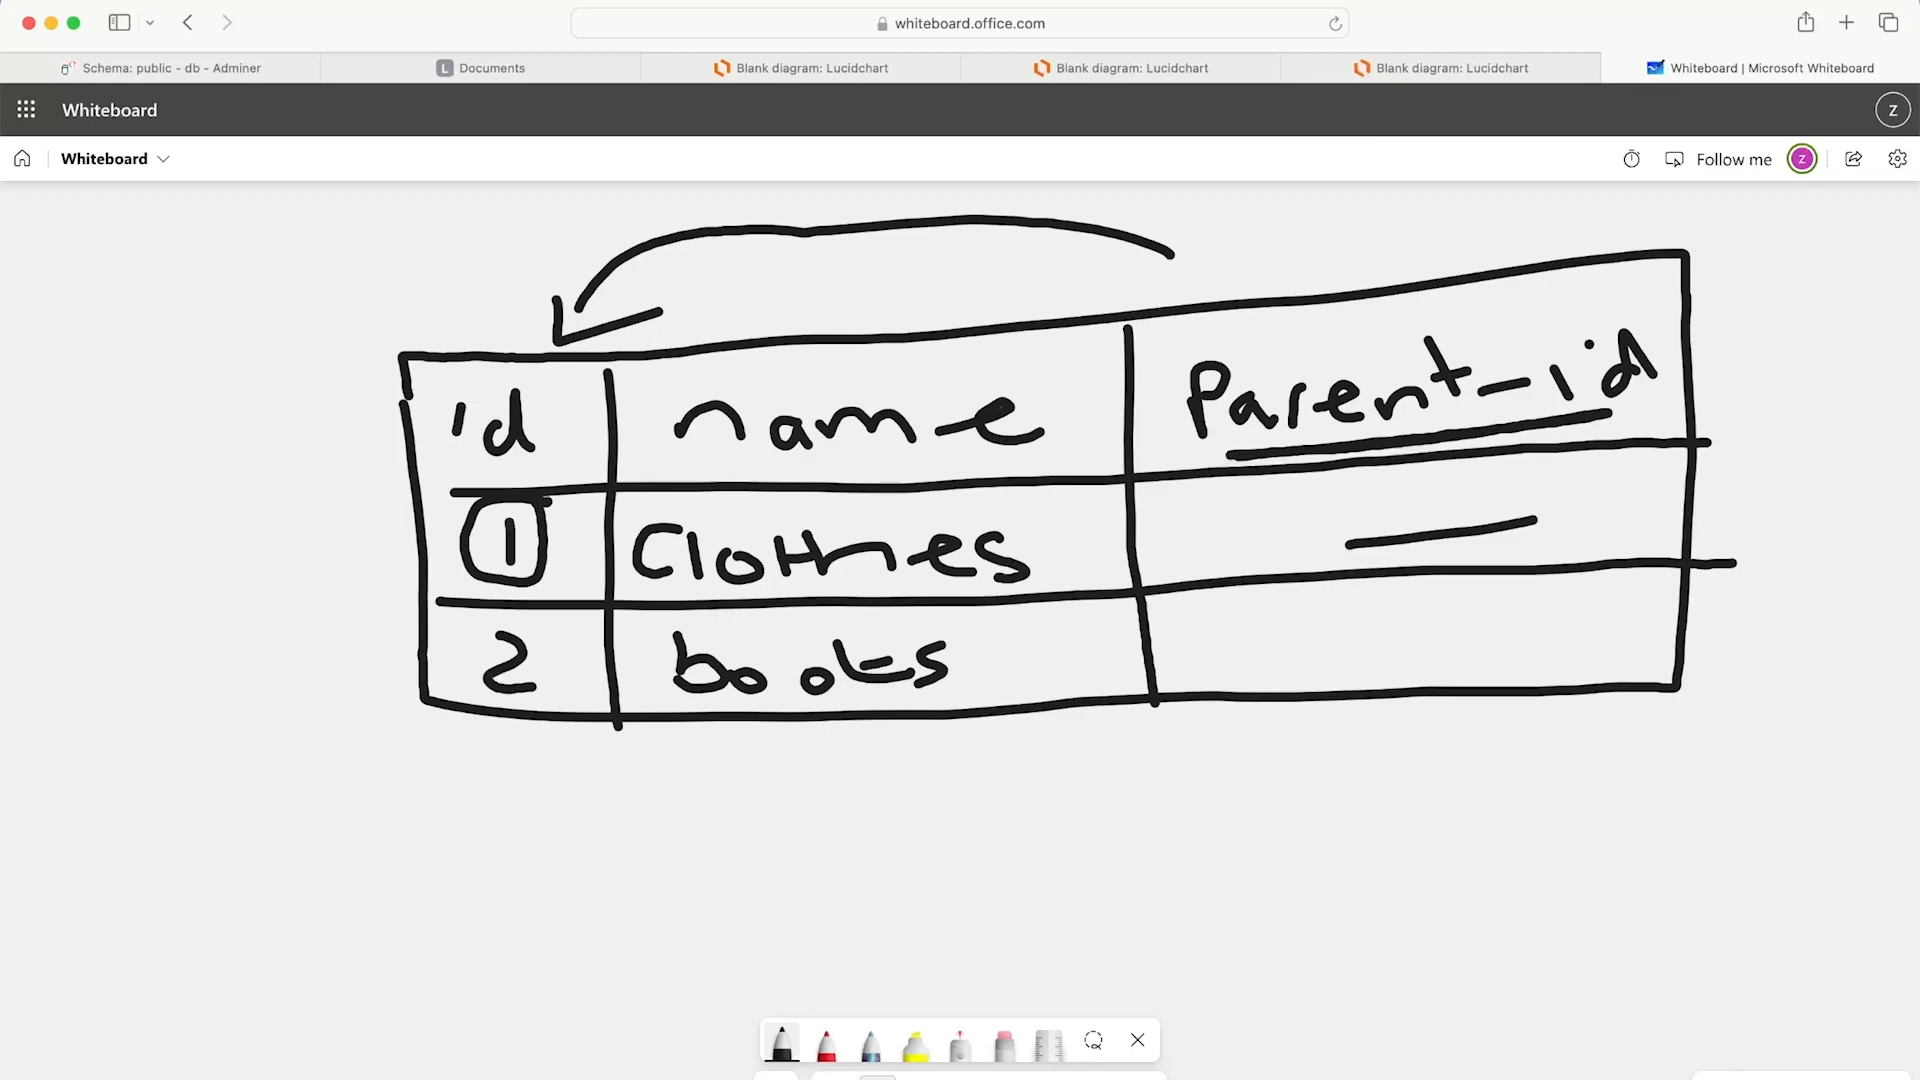 whiteboard.office.com
Schema: public - db - Adminer
L Documents
Blank diagram: Lucidchart
Blank diagram: Lucidchart
Blank diagram: Lucidchart
Whiteboard | Microsoft Whiteboard
Whiteboard
Z
Whiteboard
Follow me
Z
id name Parent_id
1 Clothes —
2 books